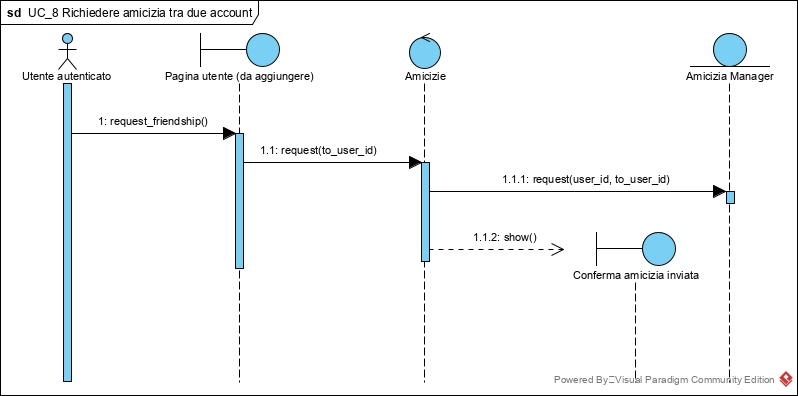 sd UC_8 Richiedere amicizia tra due account
Utente autenticato
Pagina utente (da aggiungere)
Amicizie
Amicizia Manager
1: request_friendship()
1.1: request(to_user_id)
1.1.1: request(user_id, to_user_id)
1.1.2: show()
Conferma amicizia inviata
Powered By Visual Paradigm Community Edition